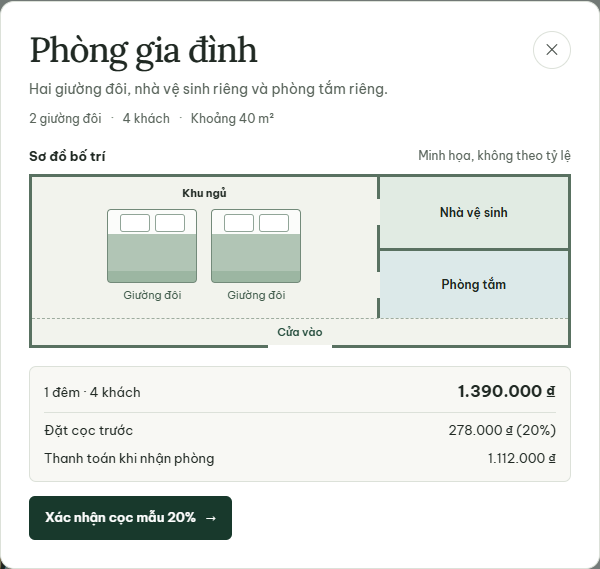 Phòng gia đình
Hai giường đôi, nhà vệ sinh riêng và phòng tắm riêng.
2 giường đôi · 4 khách · Khoảng 40 m²
Sơ đồ bố trí Minh họa, không theo tỷ lệ
Khu ngủ
Nhà vệ sinh
Phòng tắm
Giường đôi Giường đôi
Cửa vào
1 đêm · 4 khách 1.390.000 ₫
Đặt cọc trước 278.000 ₫ (20%)
Thanh toán khi nhận phòng 1.112.000 ₫
Xác nhận cọc mẫu 20% →